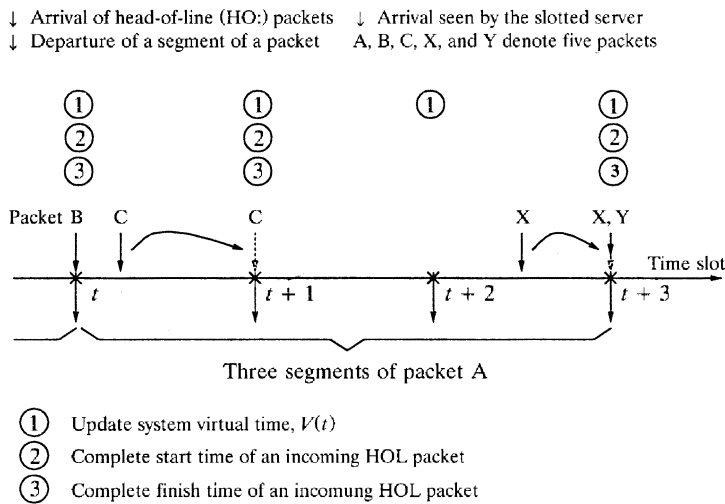 ↓ Arrival of head-of-line (HO:) packets ↓ Arrival seen by the slotted server
↓ Departure of a segment of a packet A, B, C, X, and Y denote five packets
① ① ① ①
② ② ②
③ ③ ③
Packet B C C X X, Y
Time slot
t t + 1 t + 2 t + 3
Three segments of packet A
① Update system virtual time, V(t)
② Complete start time of an incoming HOL packet
③ Complete finish time of an incomung HOL packet